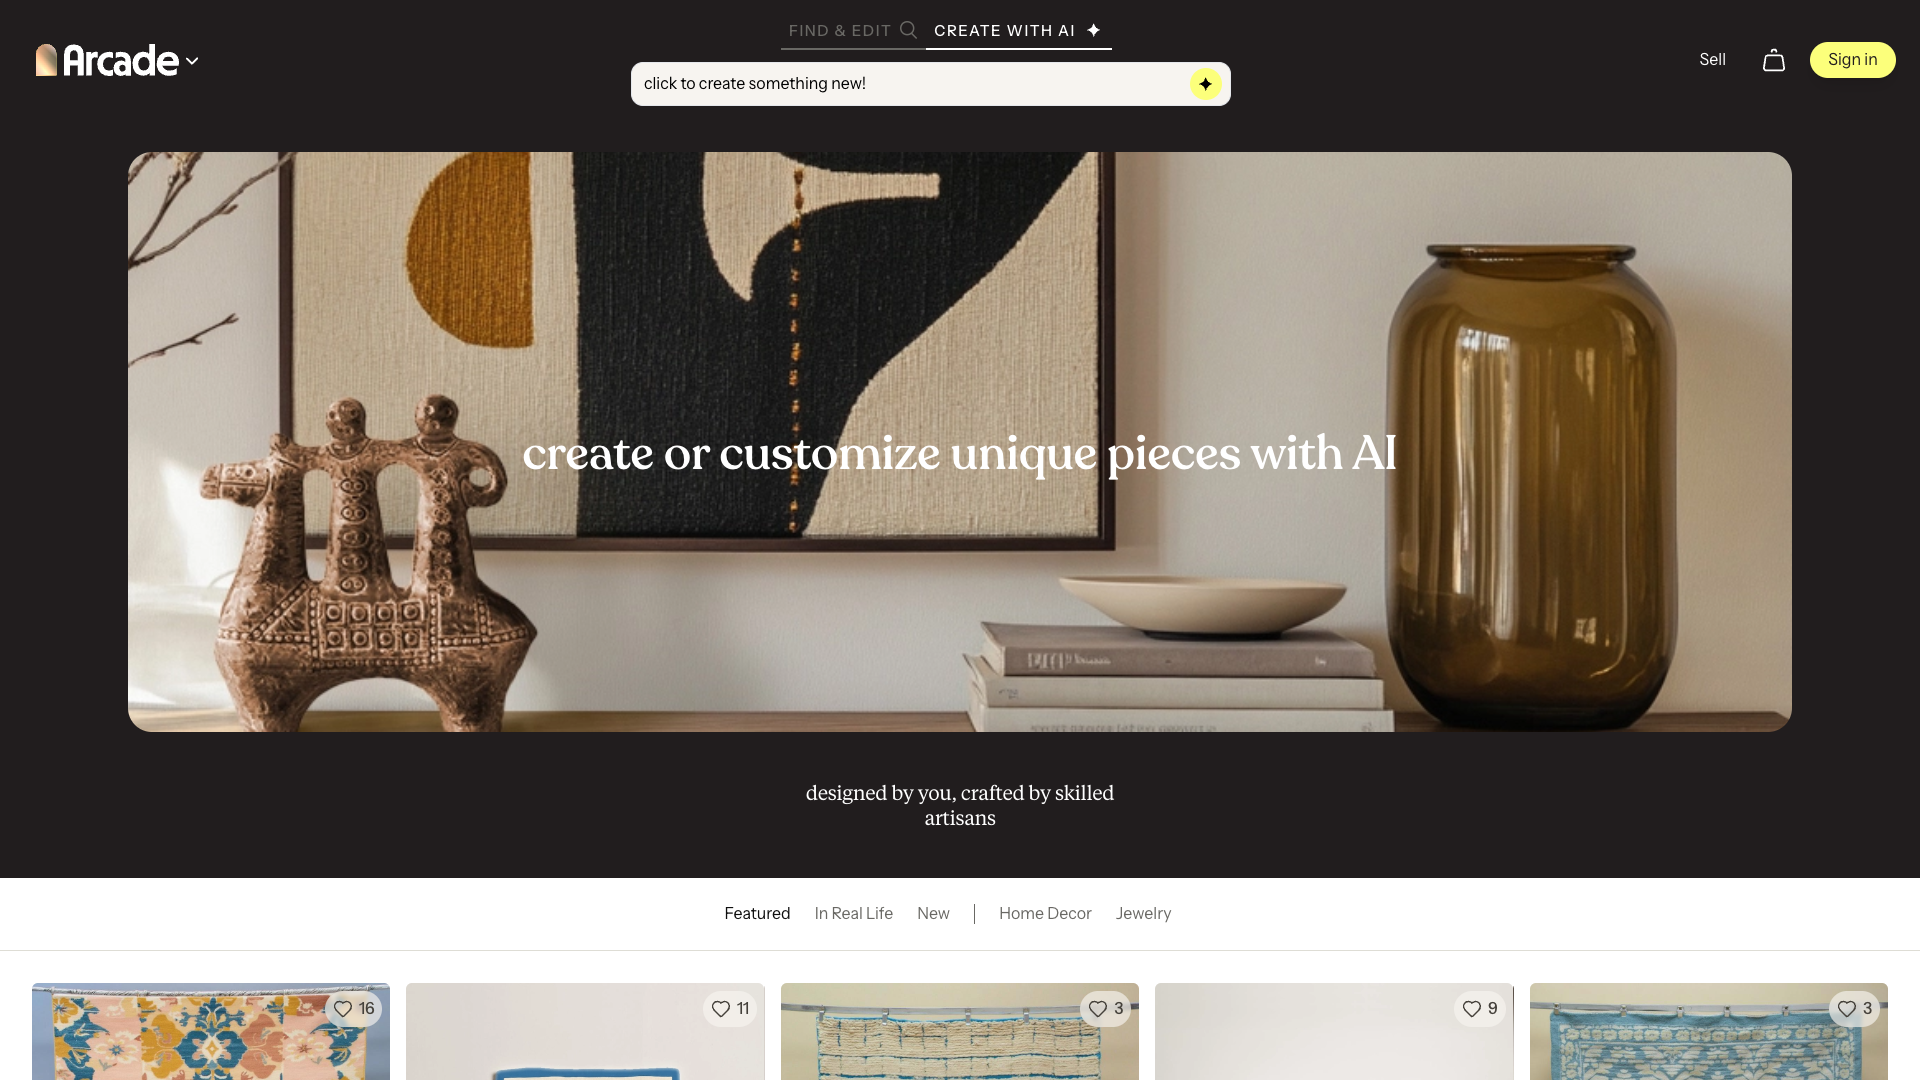 FIND & EDIT
CREATE WITH AI
Arcade
click to create something new!
Sell
Sign in
create or customize unique pieces with AI
designed by you, crafted by skilled
artisans
Featured
In Real Life
New
Home Decor
Jewelry
16
11
3
9
3